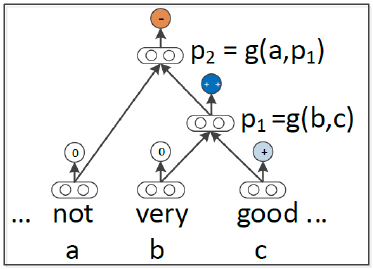 -
p₂ = g(a,p₁)
+ +
p₁ =g(b,c)
0 0 +
... not very good ...
a b c